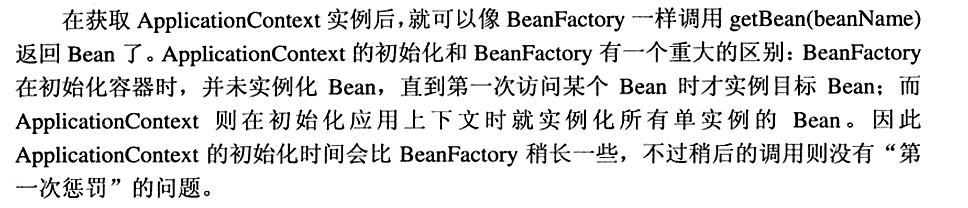 在获取 ApplicationContext 实例后，就可以像 BeanFactory 一样调用 getBean(beanName)
返回 Bean 了。ApplicationContext 的初始化和 BeanFactory 有一个重大的区别：BeanFactory
在初始化容器时，并未实例化 Bean，直到第一次访问某个 Bean 时才实例目标 Bean；而
ApplicationContext 则在初始化应用上下文时就实例化所有单实例的 Bean。因此
ApplicationContext 的初始化时间会比 BeanFactory 稍长一些，不过稍后的调用则没有“第
一次惩罚”的问题。